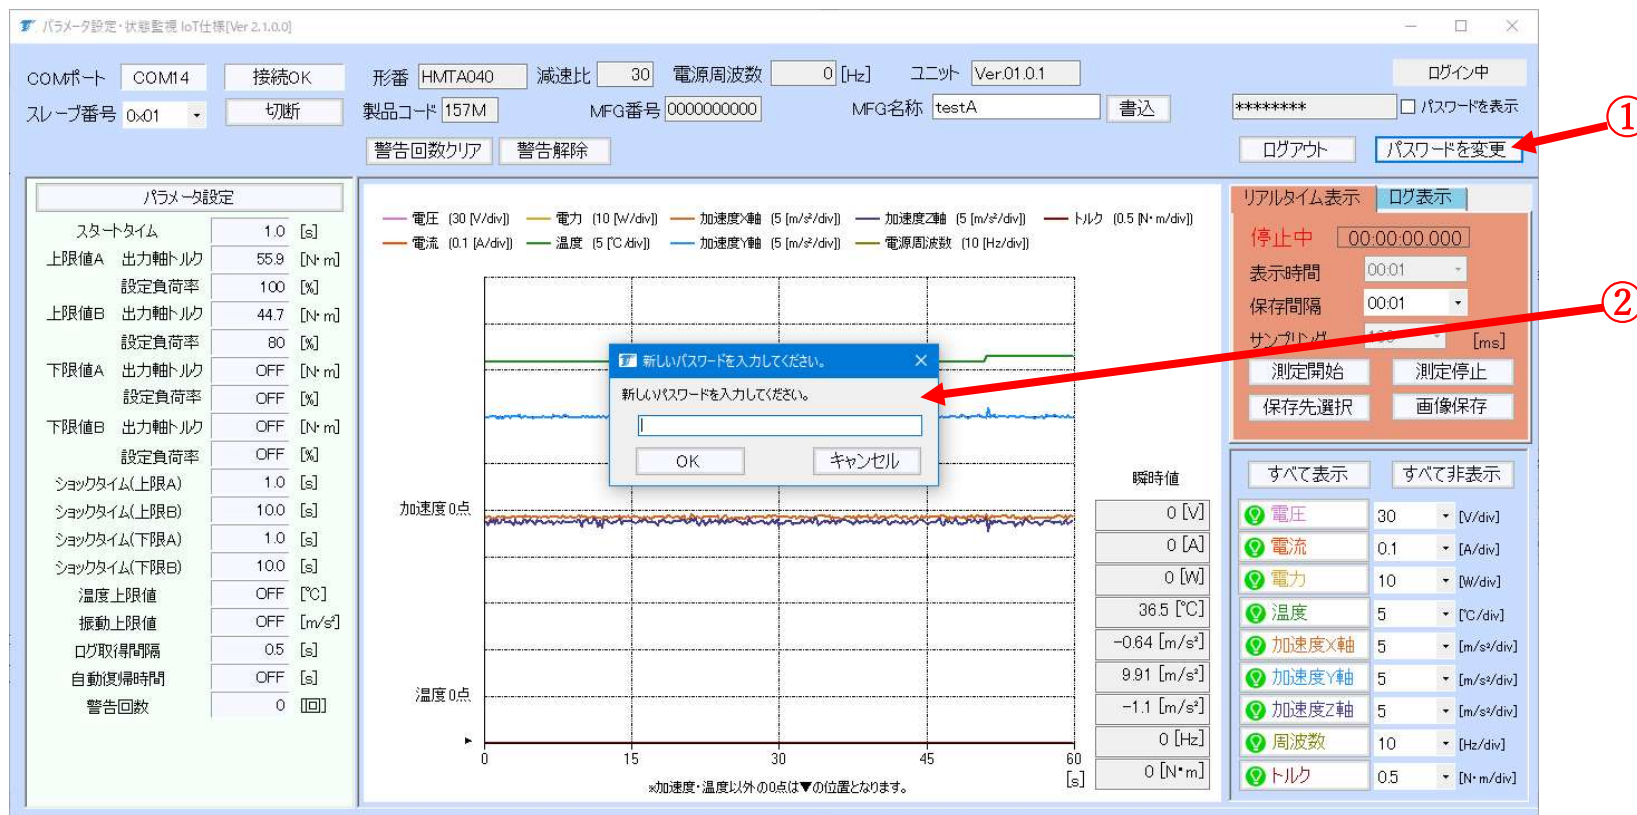 パラメータ設定・状態監視 IoT仕様[Ver 2.1.0.0]
COMポート COM14 接続OK 形番 HMTA040 減速比 30 電源周波数 0 [Hz] ユニット Ver.01.0.1 ログイン中
スレーブ番号 0x01 切断 製品コード 157M MFG番号 0000000000 MFG名称 testA 書込 ******** パスワードを表示
①
警告回数クリア 警告解除 ログアウト パスワードを変更
パラメータ設定
スタートタイム 1.0 [s]
上限値A 出力軸トルク 55.9 [N・m]
設定負荷率 100 [%]
上限値B 出力軸トルク 44.7 [N・m]
設定負荷率 80 [%]
下限値A 出力軸トルク OFF [N・m]
設定負荷率 OFF [%]
下限値B 出力軸トルク OFF [N・m]
設定負荷率 OFF [%]
ショックタイム(上限A) 1.0 [s]
ショックタイム(上限B) 10.0 [s]
ショックタイム(下限A) 1.0 [s]
ショックタイム(下限B) 10.0 [s]
温度上限値 OFF [℃]
振動上限値 OFF [m/s²]
ログ取得間隔 0.5 [s]
自動復帰時間 OFF [s]
警告回数 0 [回]
電圧 (30 [V/div]) 電力 (10 [W/div]) 加速度X軸 (5 [m/s²/div]) 加速度Z軸 (5 [m/s²/div]) トルク (0.5 [N・m/div])
電流 (0.1 [A/div]) 温度 (5 [℃/div]) 加速度Y軸 (5 [m/s²/div]) 電源周波数 (10 [Hz/div])
新しいパスワードを入力してください。
新しいパスワードを入力してください。
OK キャンセル
加速度0点
温度0点
0 15 30 45 60
[s]
※加速度・温度以外の0点は▼の位置となります。
瞬時値
0 [V]
0 [A]
0 [W]
36.5 [℃]
-0.64 [m/s²]
9.91 [m/s²]
-1.1 [m/s²]
0 [Hz]
0 [N・m]
リアルタイム表示 ログ表示
停止中 00:00:00.000
表示時間 00:01
保存間隔 00:01
②
サンプリング [ms]
測定開始 測定停止
保存先選択 画像保存
すべて表示 すべて非表示
電圧 30 [V/div]
電流 0.1 [A/div]
電力 10 [W/div]
温度 5 [℃/div]
加速度X軸 5 [m/s²/div]
加速度Y軸 5 [m/s²/div]
加速度Z軸 5 [m/s²/div]
周波数 10 [Hz/div]
トルク 0.5 [N・m/div]